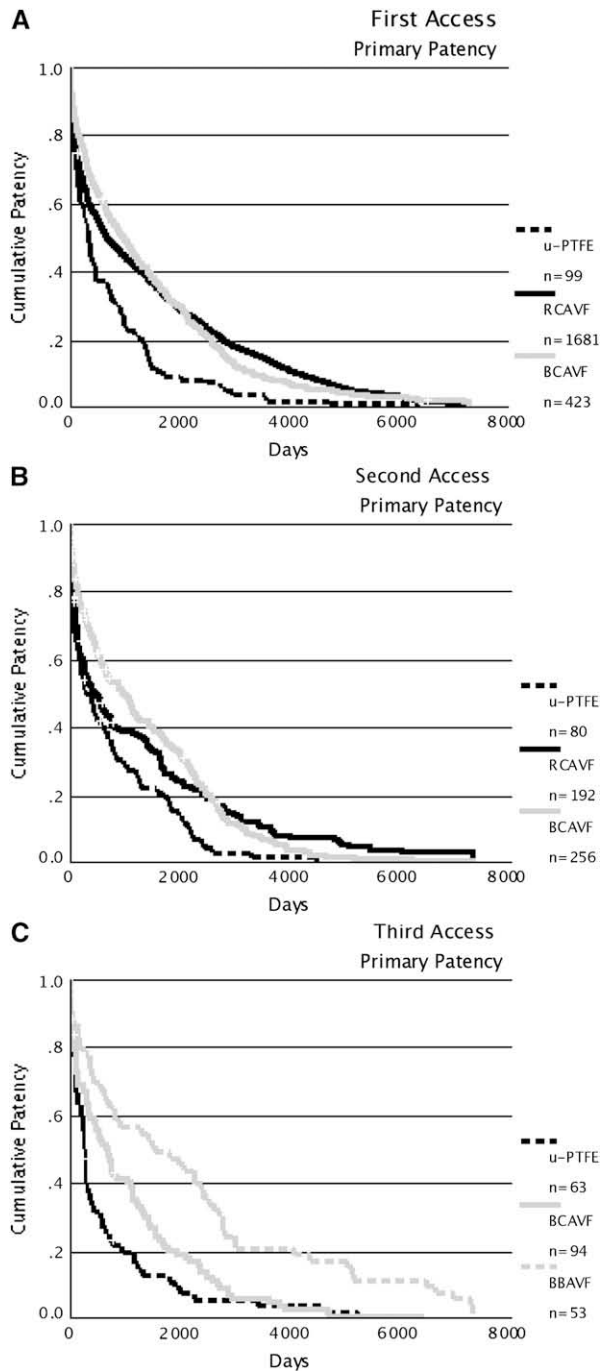 A
First Access
Primary Patency
1.0
.8
.6
.4
.2
0.0
Cumulative Patency
0
2000
4000
6000
8000
Days
u-PTFE
n=99
RCAVF
n=1681
BCAVF
n=423
B
Second Access
Primary Patency
1.0
.8
.6
.4
.2
0.0
Cumulative Patency
0
2000
4000
6000
8000
Days
u-PTFE
n=80
RCAVF
n=192
BCAVF
n=256
C
Third Access
Primary Patency
1.0
.8
.6
.4
.2
0.0
Cumulative Patency
0
2000
4000
6000
8000
Days
u-PTFE
n=63
BCAVF
n=94
BBAVF
n=53